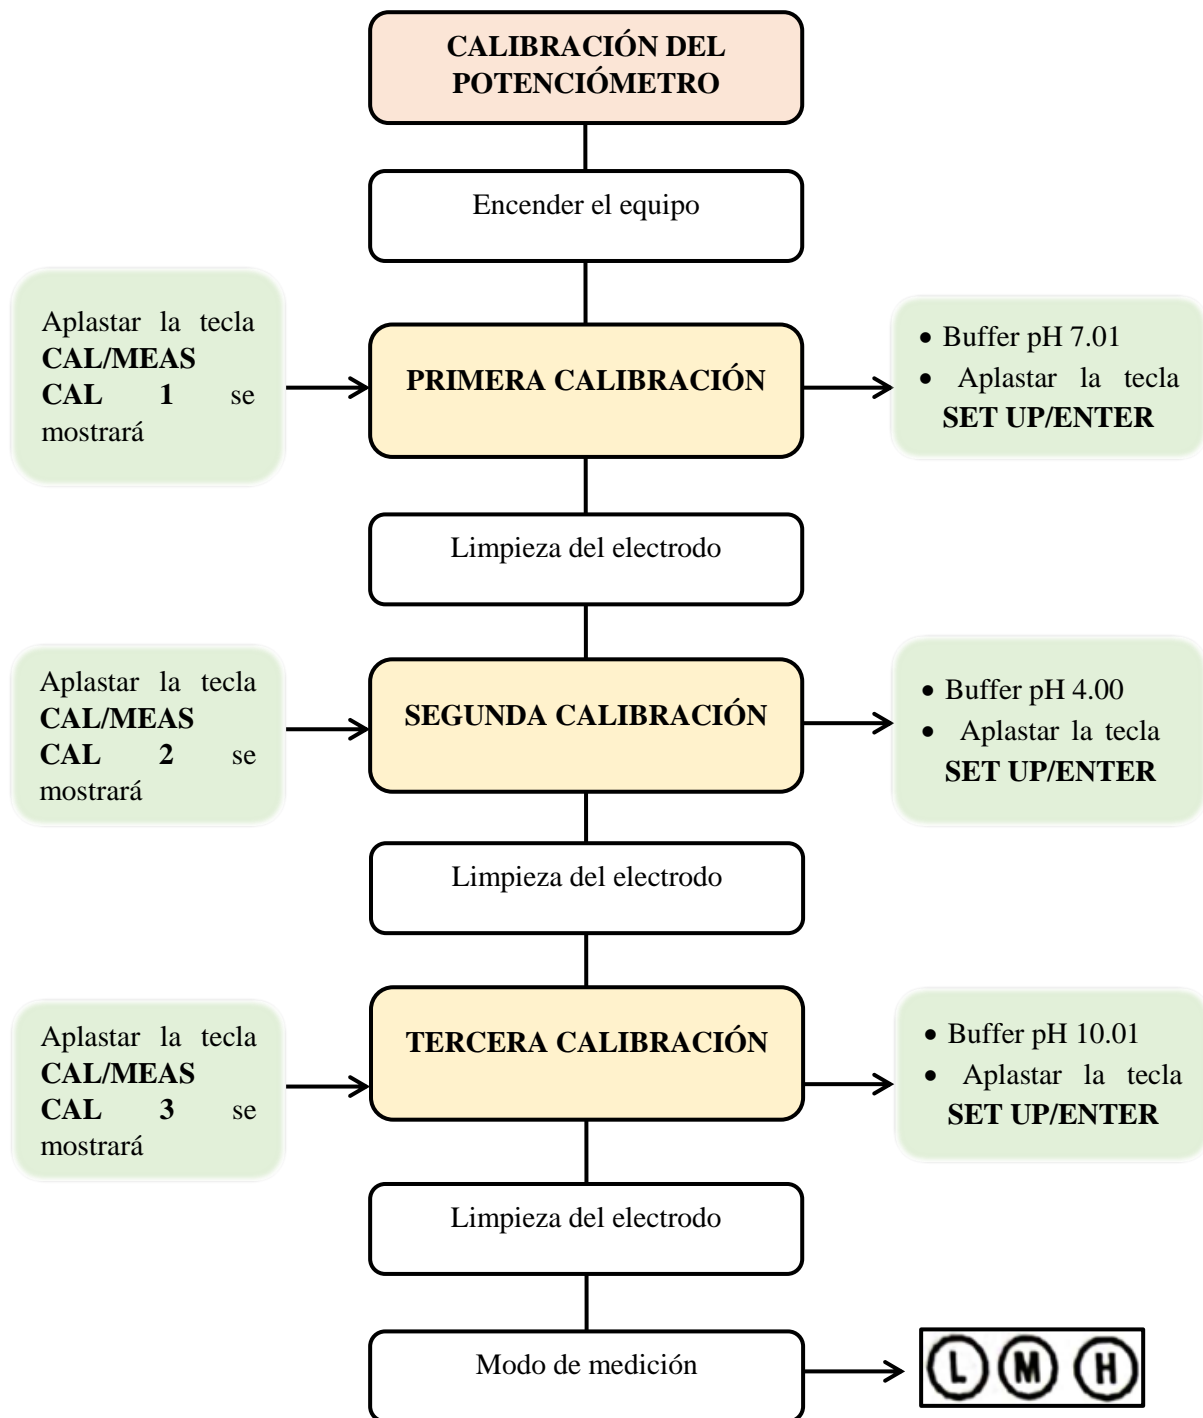 CALIBRACIÓN DEL
POTENCIÓMETRO
Encender el equipo
Aplastar la tecla
CAL/MEAS
CAL 1 se
mostrará
PRIMERA CALIBRACIÓN
• Buffer pH 7.01
• Aplastar la tecla
SET UP/ENTER
Limpieza del electrodo
Aplastar la tecla
CAL/MEAS
CAL 2 se
mostrará
SEGUNDA CALIBRACIÓN
• Buffer pH 4.00
• Aplastar la tecla
SET UP/ENTER
Limpieza del electrodo
Aplastar la tecla
CAL/MEAS
CAL 3 se
mostrará
TERCERA CALIBRACIÓN
• Buffer pH 10.01
• Aplastar la tecla
SET UP/ENTER
Limpieza del electrodo
Modo de medición
L M H